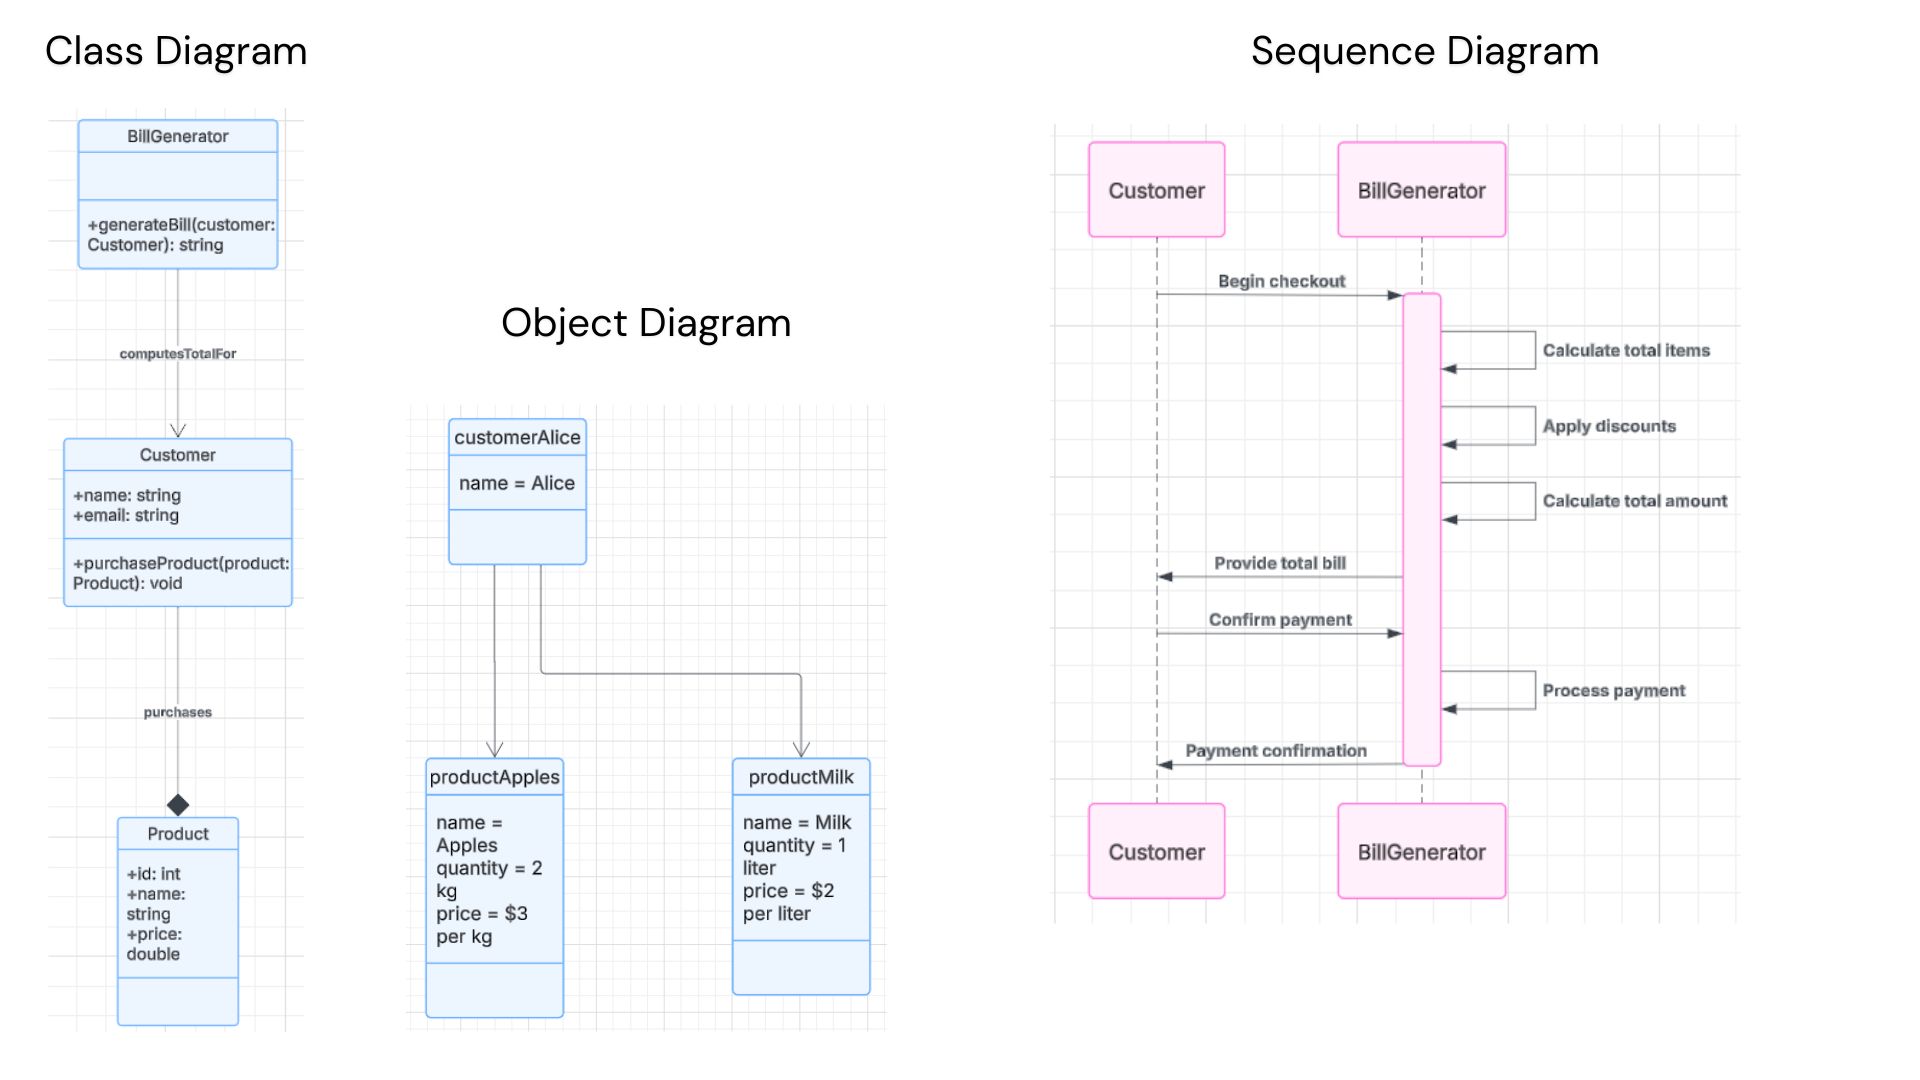 Class Diagram
BillGenerator
+generateBill(customer:
Customer): string
computesTotalFor
Customer
+name: string
+email: string
+purchaseProduct(product:
Product): void
purchases
Product
+id: int
+name:
string
+price:
double
Object Diagram
customerAlice
name = Alice
productApples
name =
Apples
quantity = 2
kg
price = $3
per kg
productMilk
name = Milk
quantity = 1
liter
price = $2
per liter
Sequence Diagram
Customer
BillGenerator
Begin checkout
Calculate total items
Apply discounts
Calculate total amount
Provide total bill
Confirm payment
Process payment
Payment confirmation
Customer
BillGenerator